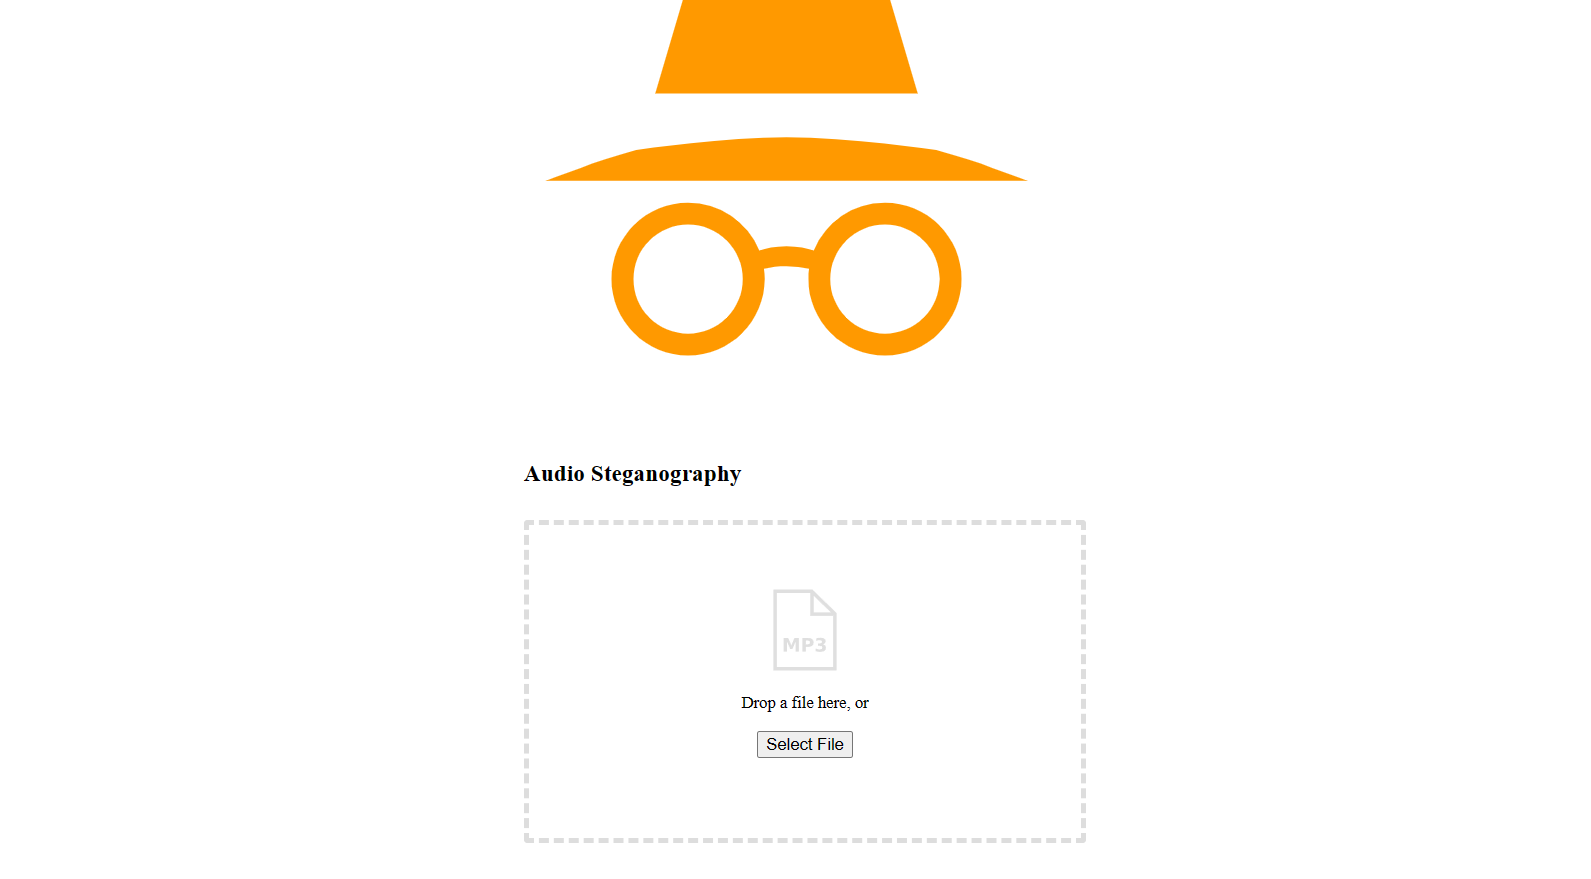 Audio Steganography
MP3
Drop a file here, or
Select File